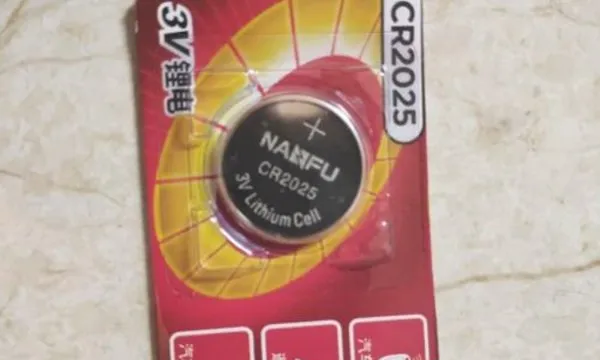 3V锂电
CR2025
+
NANFU
CR2025
3V Lithium Cell